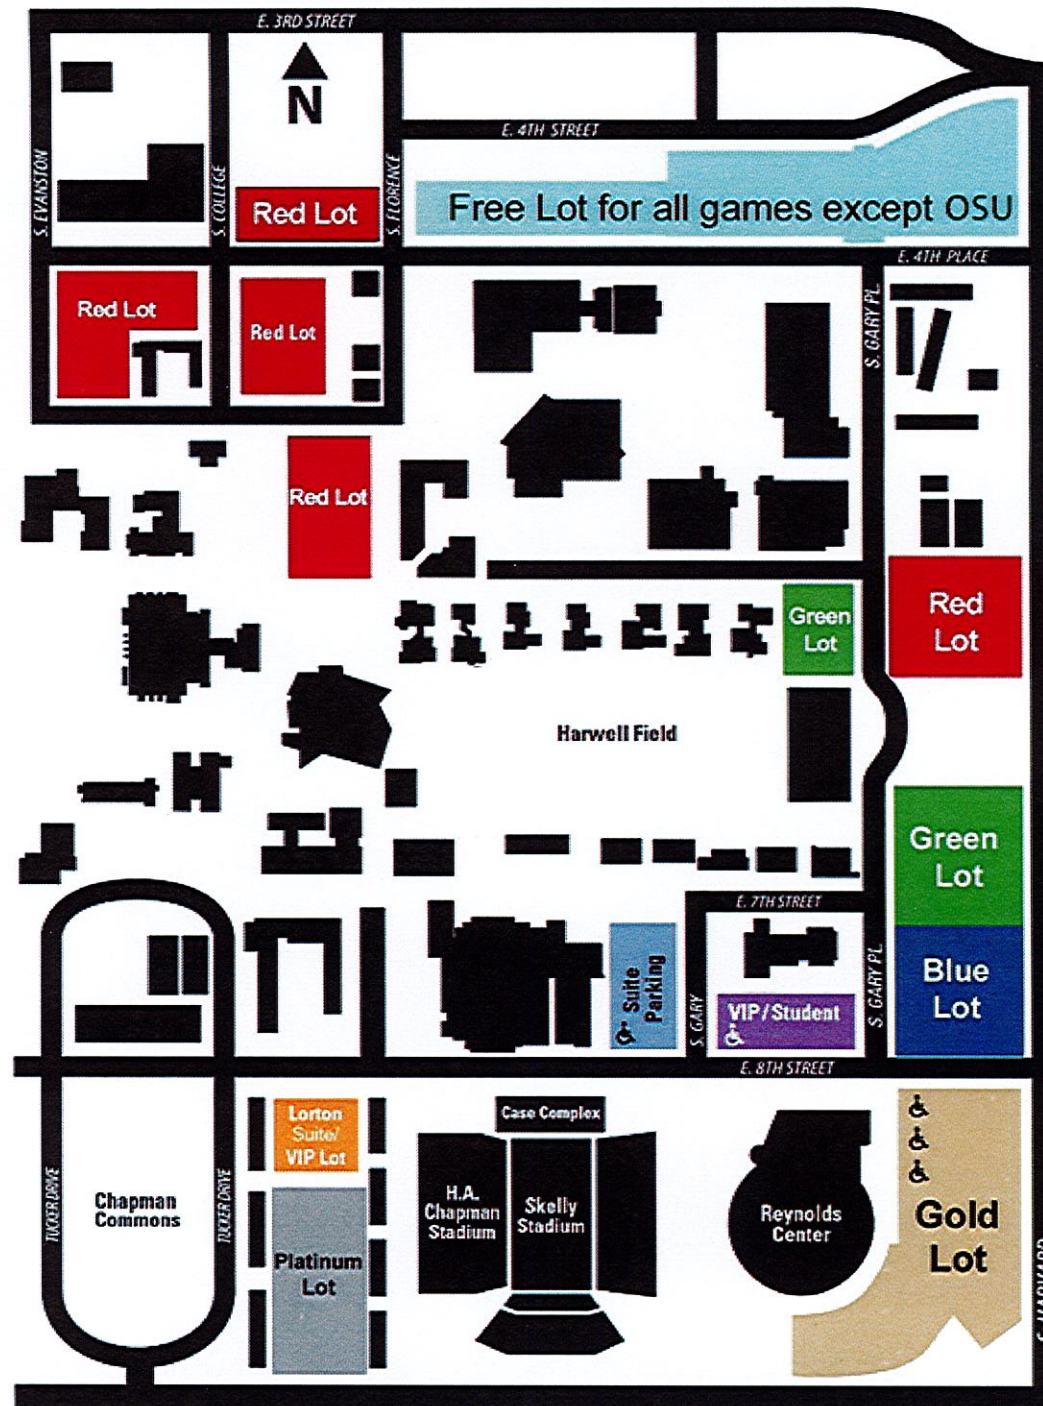 E. 3RD STREET
N
E. 4TH STREET
S. EVANSTON
S. COLLEGE
S. FLORENCE
Red Lot
Free Lot for all games except OSU
E. 4TH PLACE
Red Lot
Red Lot
S. GARY PL.
Red Lot
Green
Lot
Red
Lot
Harwell Field
Green
Lot
E. 7TH STREET
Suite
Parking
S. GARY
VIP/Student
S. GARY PL.
Blue
Lot
E. 8TH STREET
Lorton
Suite/
VIP Lot
Case Complex
TUCKER DRIVE
Chapman
Commons
TUCKER DRIVE
Platinum
Lot
H.A.
Chapman
Stadium
Skelly
Stadium
Reynolds
Center
Gold
Lot
S. HARVARD